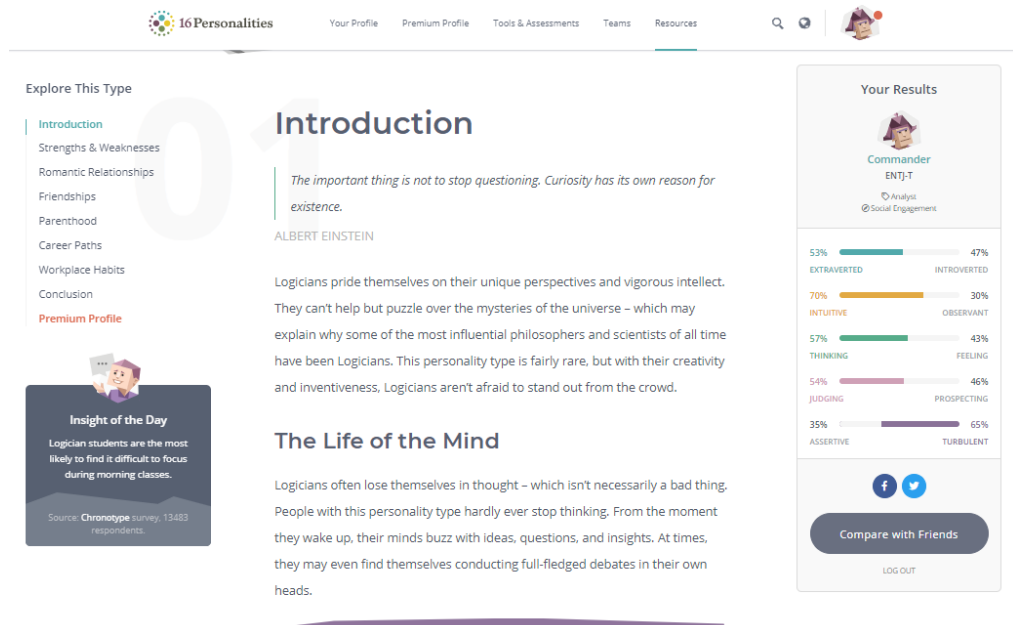 16Personalities
Your Profile
Premium Profile
Tools & Assessments
Teams
Resources
Explore This Type
Introduction
Strengths & Weaknesses
Romantic Relationships
Friendships
Parenthood
Career Paths
Workplace Habits
Conclusion
Premium Profile
Insight of the Day
Logician students are the most
likely to find it difficult to focus
during morning classes.
Source: Chronotype survey, 13483
respondents.
01
Introduction
The important thing is not to stop questioning. Curiosity has its own reason for
existence.
ALBERT EINSTEIN
Logicians pride themselves on their unique perspectives and vigorous intellect.
They can’t help but puzzle over the mysteries of the universe – which may
explain why some of the most influential philosophers and scientists of all time
have been Logicians. This personality type is fairly rare, but with their creativity
and inventiveness, Logicians aren’t afraid to stand out from the crowd.
The Life of the Mind
Logicians often lose themselves in thought – which isn’t necessarily a bad thing.
People with this personality type hardly ever stop thinking. From the moment
they wake up, their minds buzz with ideas, questions, and insights. At times,
they may even find themselves conducting full-fledged debates in their own
heads.
Your Results
Commander
ENTJ-T
Analyst
Social Engagement
53% 47%
EXTRAVERTED INTROVERTED
70% 30%
INTUITIVE OBSERVANT
57% 43%
THINKING FEELING
54% 46%
JUDGING PROSPECTING
35% 65%
ASSERTIVE TURBULENT
Compare with Friends
LOG OUT